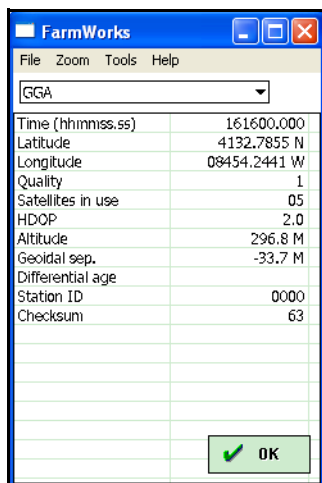 FarmWorks
File Zoom Tools Help
GGA
Time (hhmmss.ss) 161600.000
Latitude 4132.7855 N
Longitude 08454.2441 W
Quality 1
Satellites in use 05
HDOP 2.0
Altitude 296.8 M
Geoidal sep. -33.7 M
Differential age
Station ID 0000
Checksum 63
OK